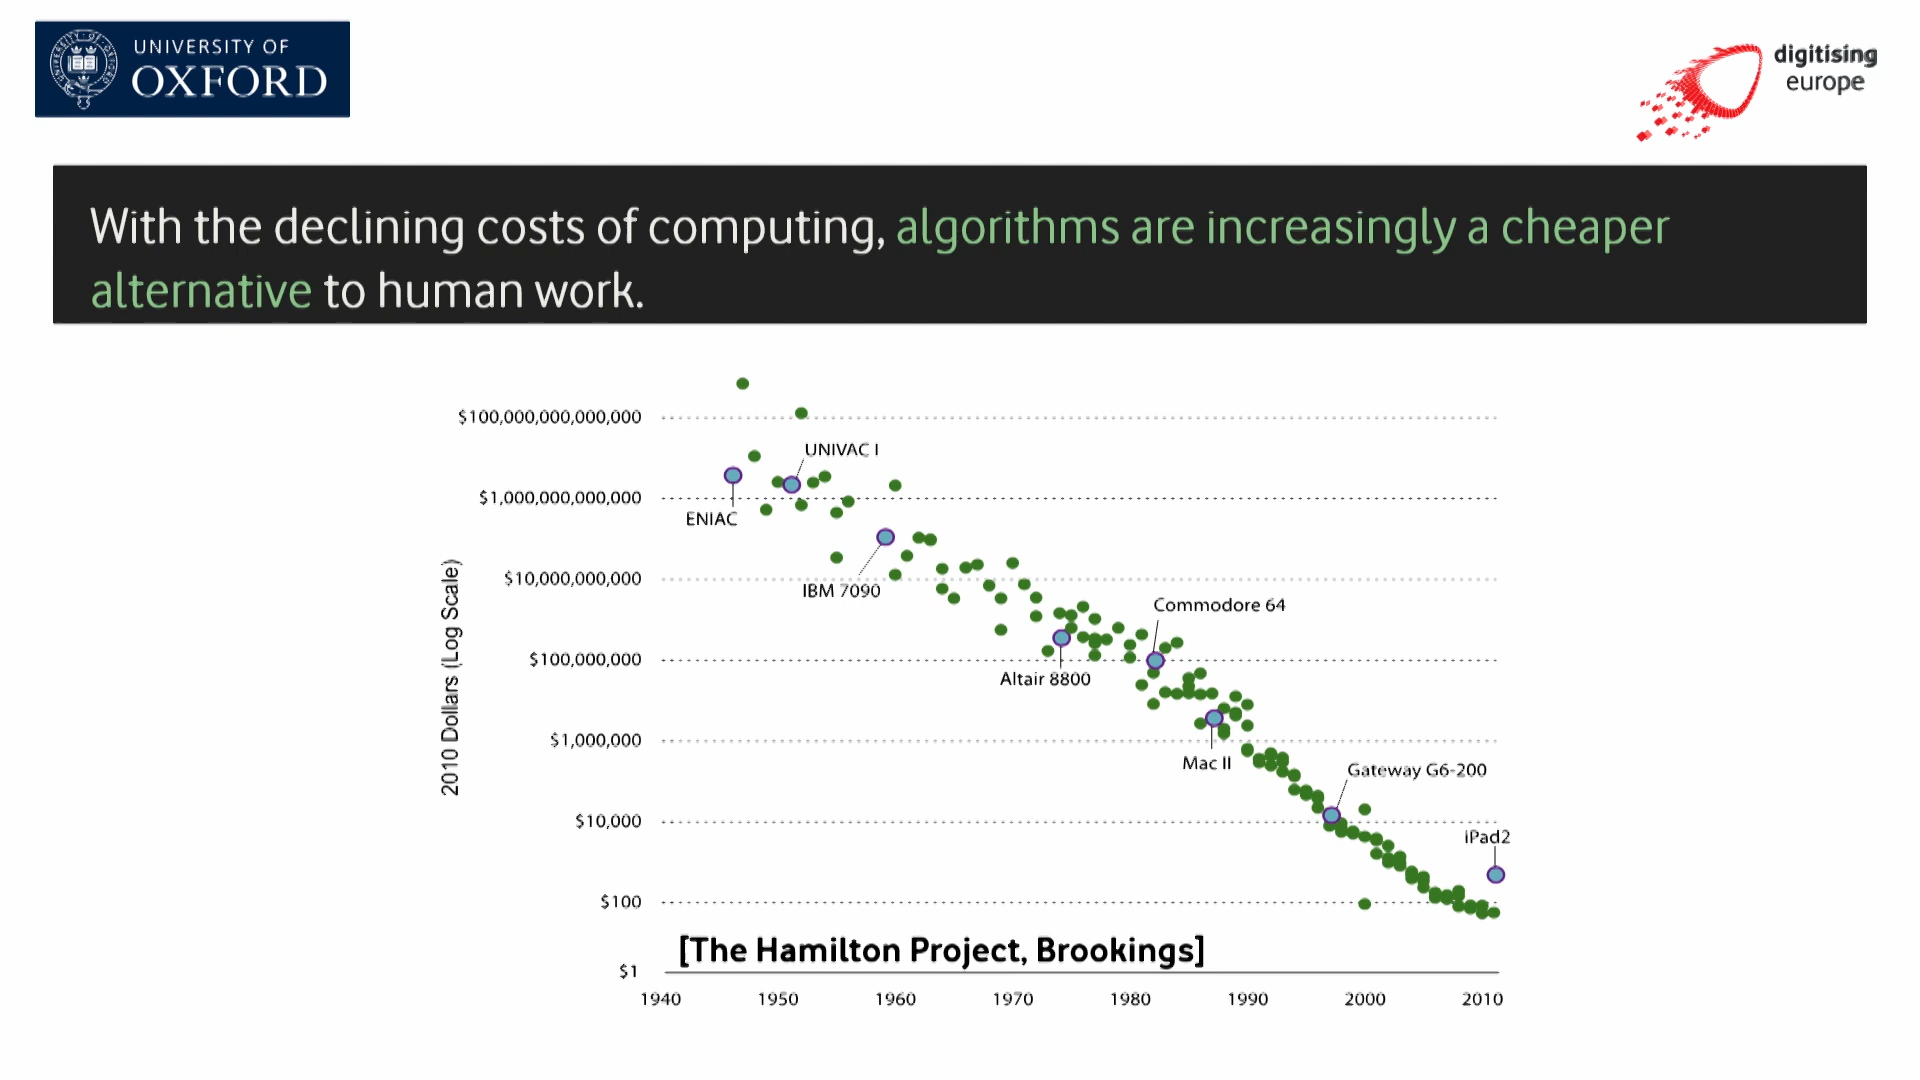 UNIVERSITY OF
OXFORD
digitising
europe
With the declining costs of computing, algorithms are increasingly a cheaper
alternative to human work.
2010 Dollars (Log Scale)
$100,000,000,000,000
$1,000,000,000,000
$10,000,000,000
$100,000,000
$1,000,000
$10,000
$100
$1
UNIVAC I
ENIAC
IBM 7090
Commodore 64
Altair 8800
Mac II
Gateway G6-200
iPad2
[The Hamilton Project, Brookings]
1940 1950 1960 1970 1980 1990 2000 2010